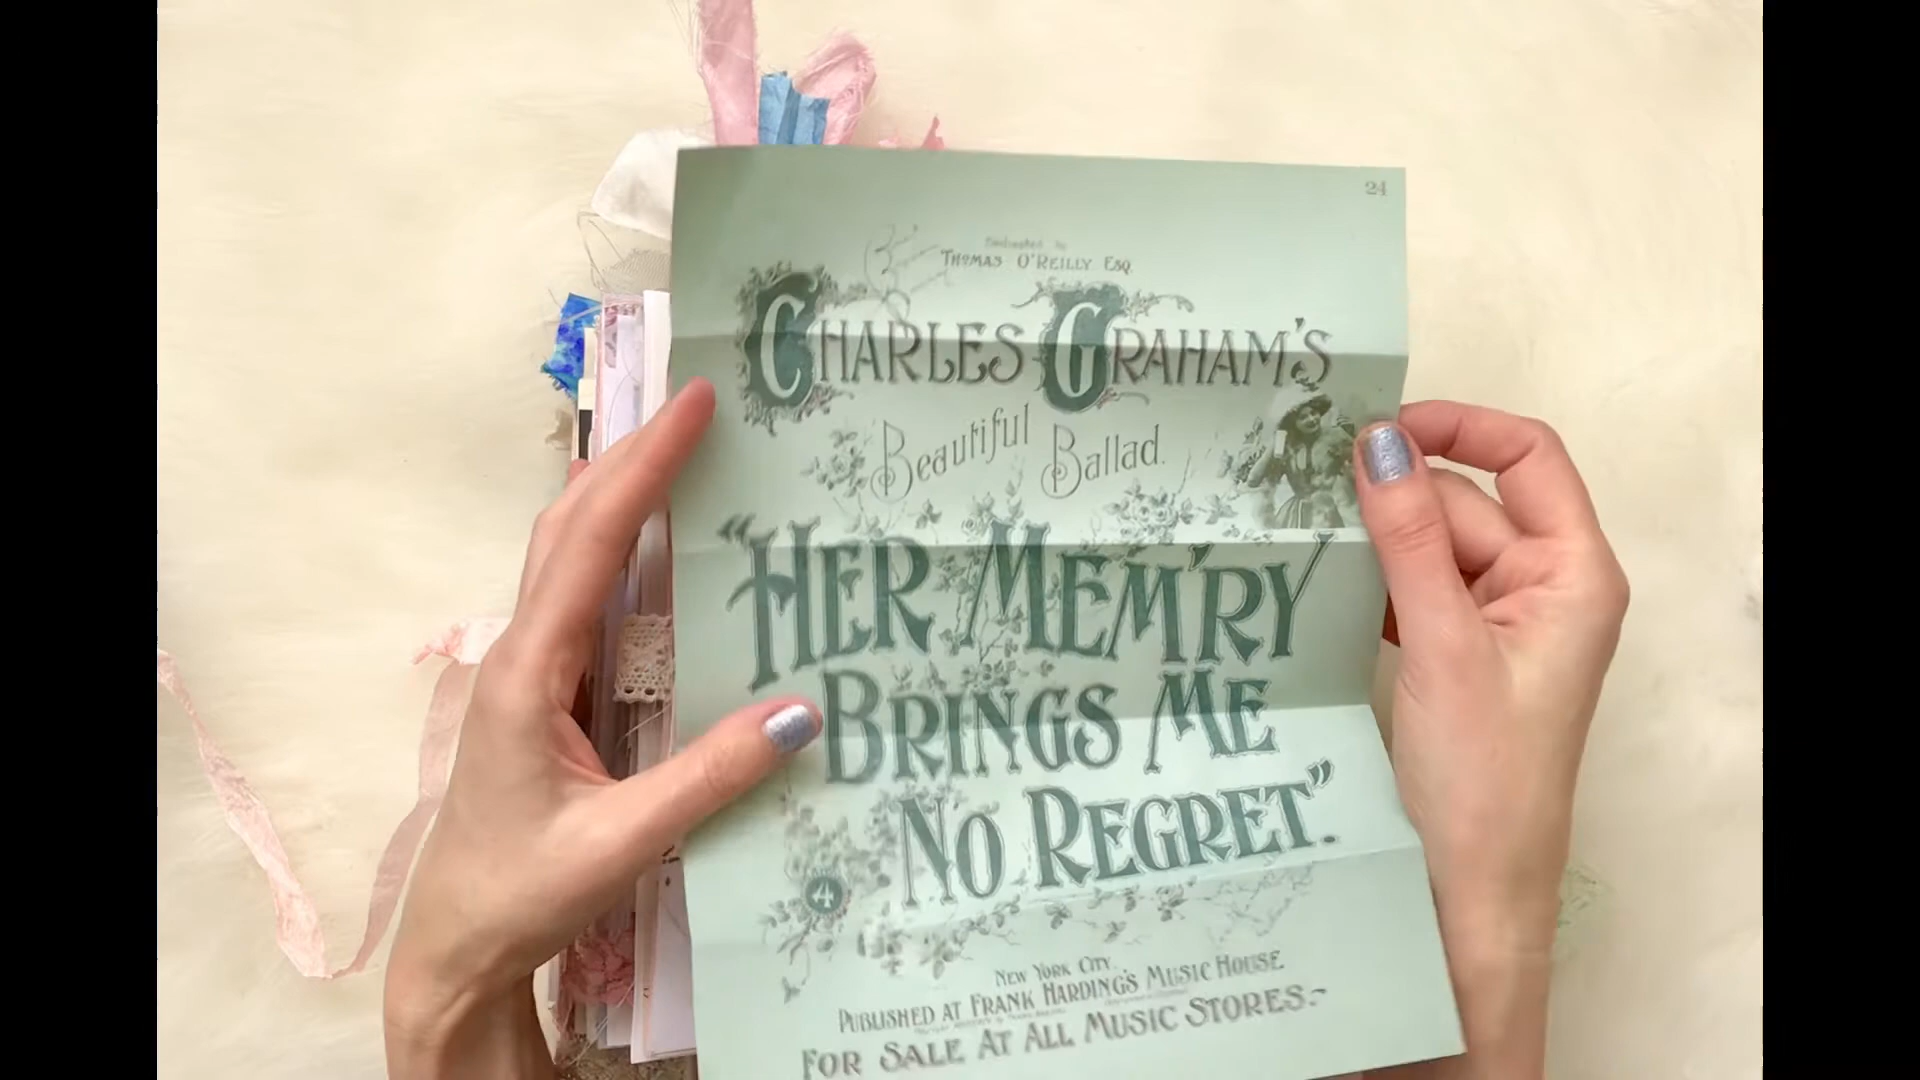 24
Dedicated to
THOMAS O'REILLY ESQ.
CHARLES GRAHAM'S
Beautiful Ballad.
"HER MEM'RY
BRINGS ME
NO REGRET".
4
NEW YORK CITY.
PUBLISHED AT FRANK HARDING'S MUSIC HOUSE
FOR SALE AT ALL MUSIC STORES.